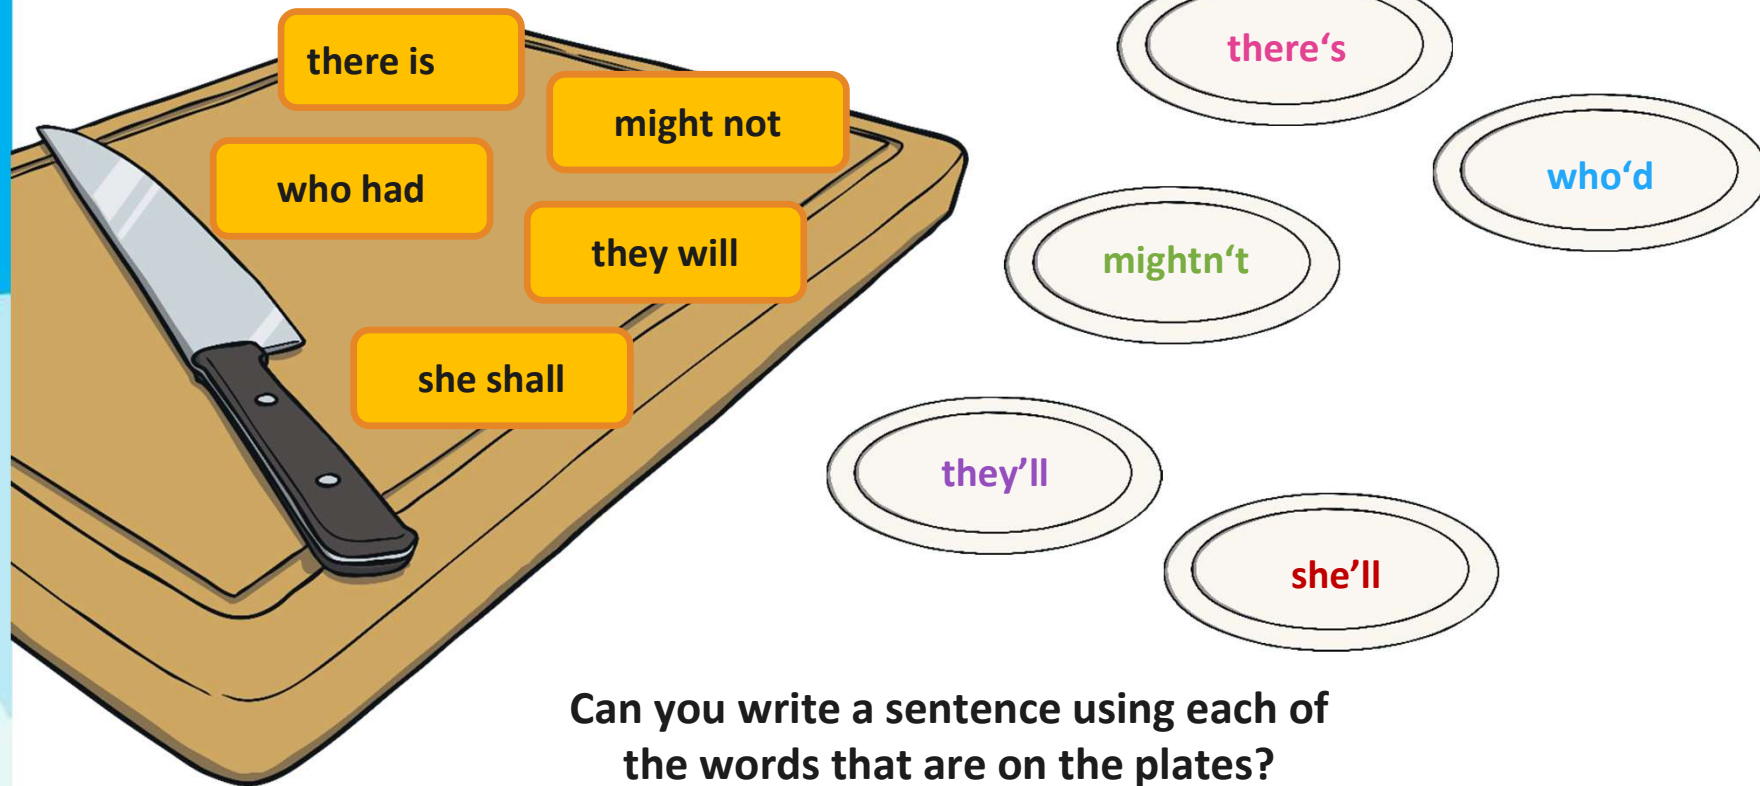 there is
might not
who had
they will
she shall
there‘s
who‘d
mightn‘t
they’ll
she’ll
Can you write a sentence using each of
the words that are on the plates?